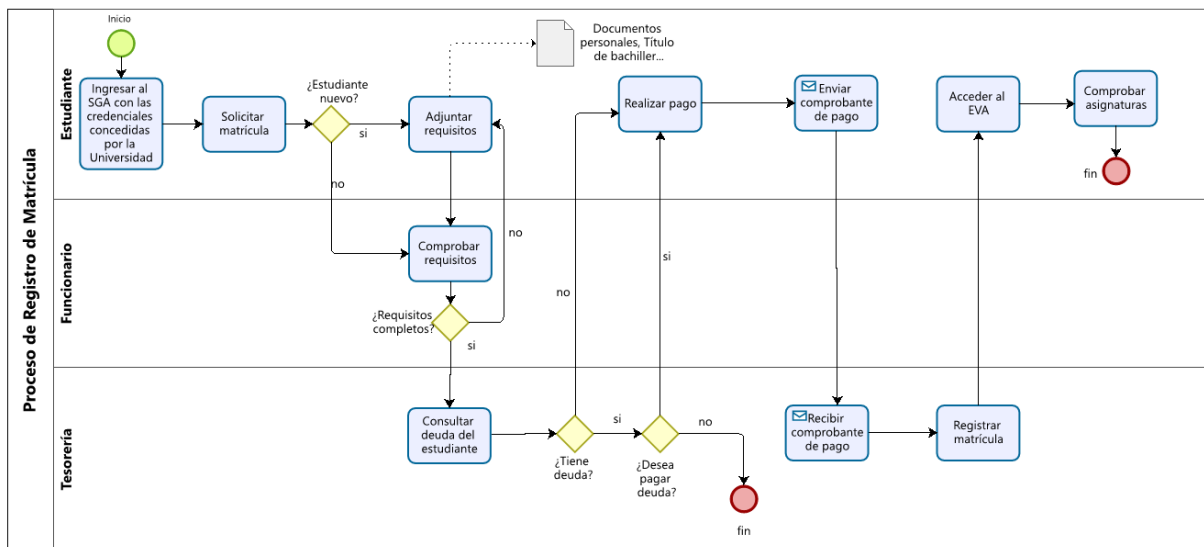 Proceso de Registro de Matrícula
Estudiante
Inicio
Ingresar al
SGA con las
credenciales
concedidas
por la
Universidad
Solicitar
matrícula
¿Estudiante
nuevo?
si
no
Adjuntar
requisitos
Documentos
personales, Título
de bachiller...
Realizar pago
Enviar
comprobante
de pago
Acceder al
EVA
Comprobar
asignaturas
fin
Funcionario
Comprobar
requisitos
no
¿Requisitos
completos?
si
no
si
Tesorería
Consultar
deuda del
estudiante
¿Tiene
deuda?
si
¿Desea
pagar
deuda?
no
fin
Recibir
comprobante
de pago
Registrar
matrícula